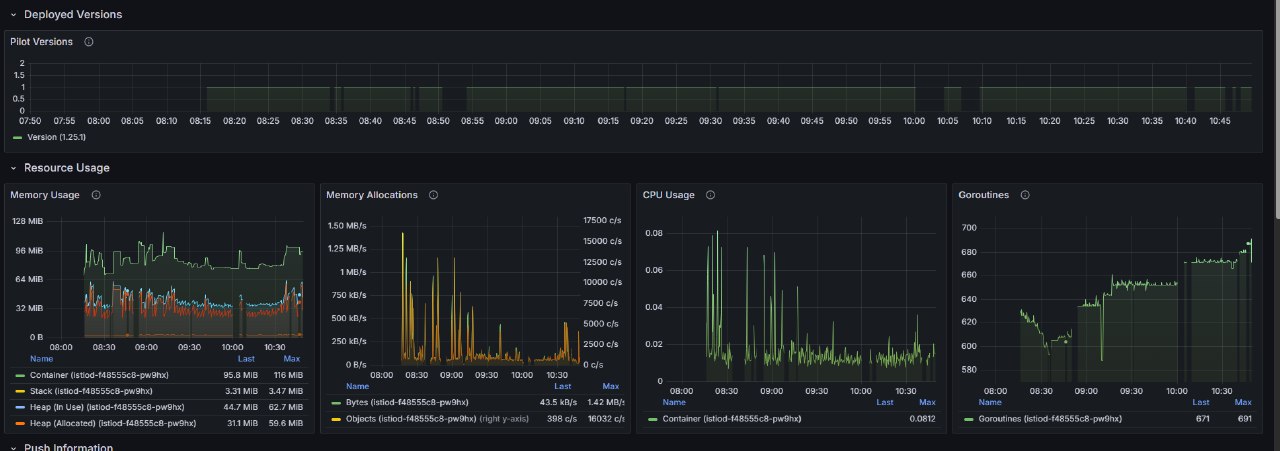 Deployed Versions
Pilot Versions
2
1.5
1
0.5
0
07:50 07:55 08:00 08:05 08:10 08:15 08:20 08:25 08:30 08:35 08:40 08:45 08:50 08:55 09:00 09:05 09:10 09:15 09:20 09:25 09:30 09:35 09:40 09:45 09:50 09:55 10:00 10:05 10:10 10:15 10:20 10:25 10:30 10:35 10:40 10:45
Version (1.25.1)
Resource Usage
Memory Usage
128 MiB
96 MiB
64 MiB
32 MiB
0 B
08:00 08:30 09:00 09:30 10:00 10:30
Name Last Max
Container (istiod-f48555c8-pw9hx) 95.8 MiB 116 MiB
Stack (istiod-f48555c8-pw9hx) 3.31 MiB 3.47 MiB
Heap (In Use) (istiod-f48555c8-pw9hx) 44.7 MiB 62.7 MiB
Heap (Allocated) (istiod-f48555c8-pw9hx) 31.1 MiB 59.6 MiB
Memory Allocations
1.50 MB/s 17500 c/s
1.25 MB/s 15000 c/s
1 MB/s 12500 c/s
750 kB/s 10000 c/s
500 kB/s 7500 c/s
250 kB/s 5000 c/s
0 B/s 2500 c/s
0 c/s
08:00 08:30 09:00 09:30 10:00 10:30
Name Last Max
Bytes (istiod-f48555c8-pw9hx) 43.5 kB/s 1.42 MB/s
Objects (istiod-f48555c8-pw9hx) (right y-axis) 398 c/s 16032 c/s
CPU Usage
0.08
0.06
0.04
0.02
0
08:00 08:30 09:00 09:30 10:00 10:30
Name Last Max
Container (istiod-f48555c8-pw9hx) 0.0812
Goroutines
700
680
660
640
620
600
580
08:00 08:30 09:00 09:30 10:00 10:30
Name Last Max
Goroutines (istiod-f48555c8-pw9hx) 671 691
Push Information